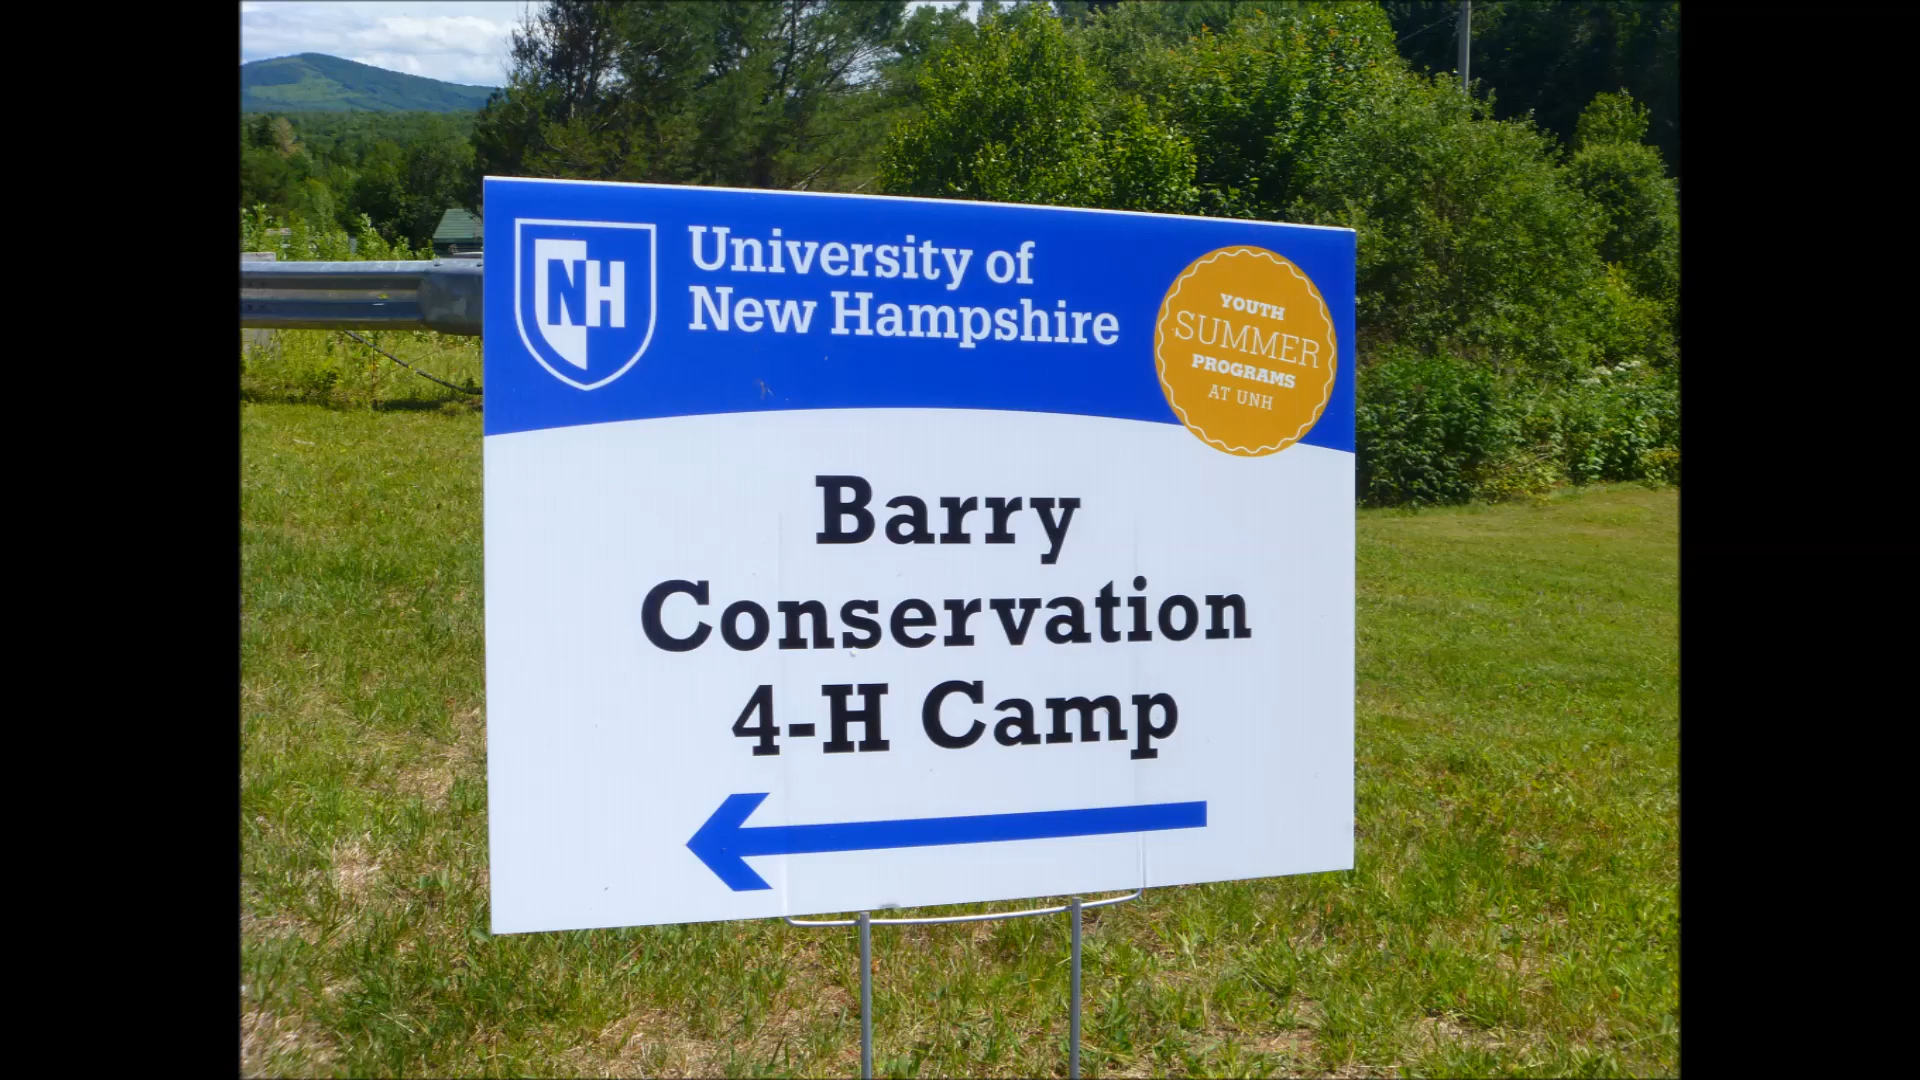 NH
University of
New Hampshire
YOUTH
SUMMER
PROGRAMS
AT UNH
Barry
Conservation
4-H Camp